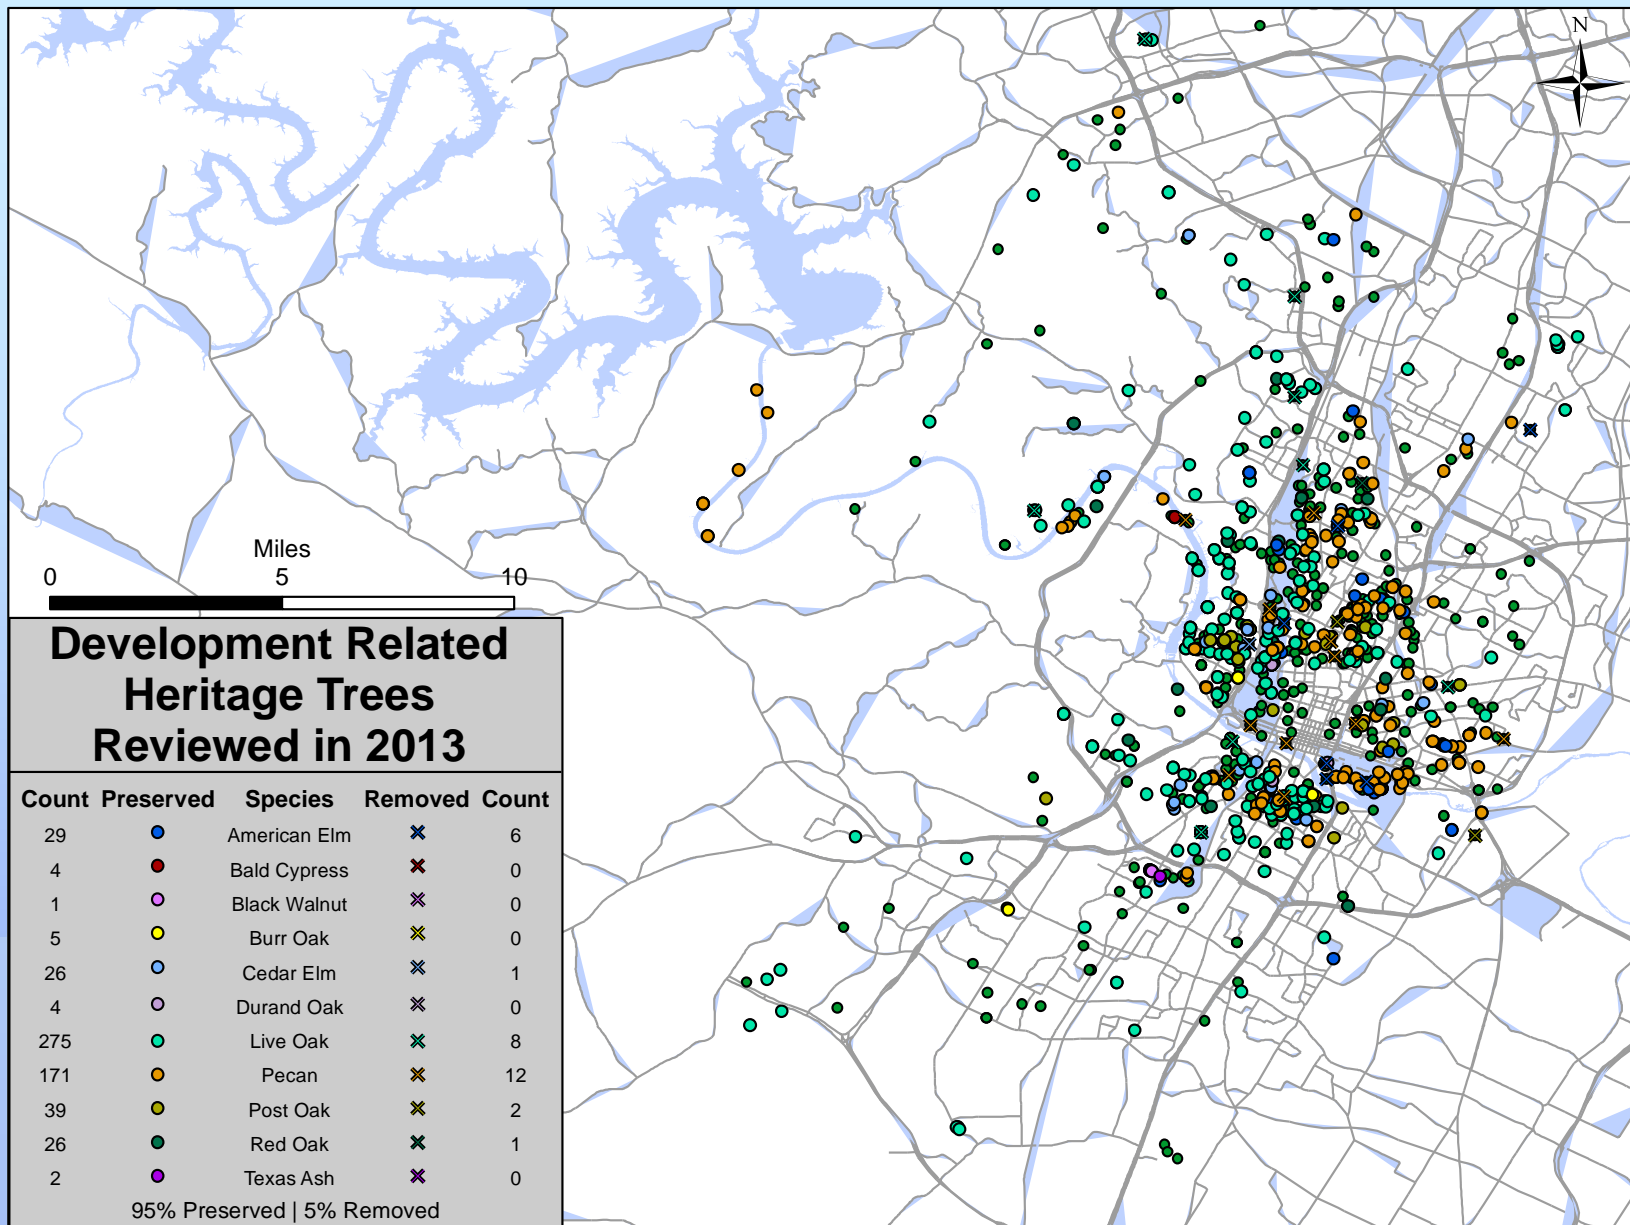 N
Miles
0 5 10
Development Related
Heritage Trees
Reviewed in 2013
Count Preserved Species Removed Count
29 American Elm 6
4 Bald Cypress 0
1 Black Walnut 0
5 Burr Oak 0
26 Cedar Elm 1
4 Durand Oak 0
275 Live Oak 8
171 Pecan 12
39 Post Oak 2
26 Red Oak 1
2 Texas Ash 0
95% Preserved | 5% Removed